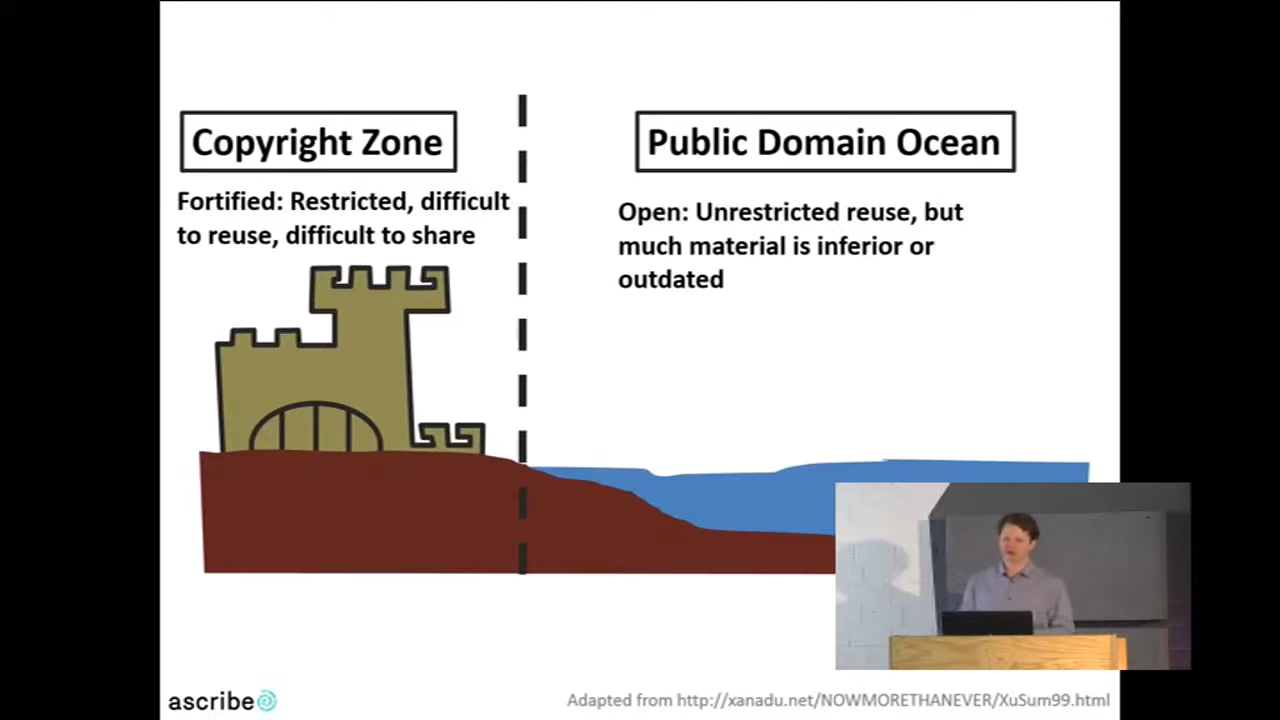 Copyright Zone
Fortified: Restricted, difficult
to reuse, difficult to share
Public Domain Ocean
Open: Unrestricted reuse, but
much material is inferior or
outdated
ascribe
Adapted from http://xanadu.net/NOWMORETHANEVER/XuSum99.html